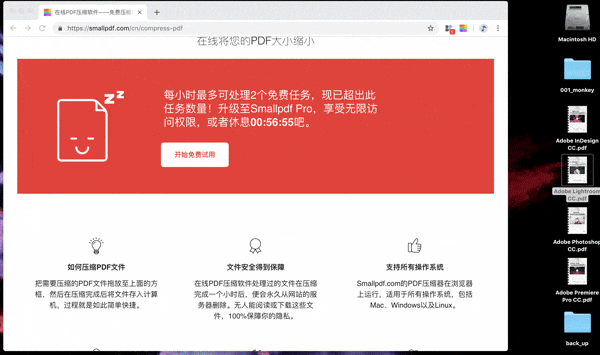 在线PDF压缩软件——免费压缩
https://smallpdf.com/cn/compress-pdf
在线将您的PDF大小缩小
每小时最多可处理2个免费任务，现已超出此
任务数量！升级至Smallpdf Pro，享受无限访
问权限，或者休息00:56:55吧。
开始免费试用
如何压缩PDF文件
把需要压缩的PDF文件拖放至上面的方
框，然后在压缩完成后将文件存入计算
机。过程就是如此简单快捷。
文件安全得到保障
在线PDF压缩软件处理过的文件在压缩
完成一个小时后，便会永久从网站的服
务器删除。无人能阅读或下载这些文
件，100%保障你的隐私。
支持所有操作系统
Smallpdf.com的PDF压缩器在浏览器
上运行，适用于所有操作系统，包括
Mac、Windows以及Linux。
Macintosh HD
001_monkey
Adobe InDesign
CC.pdf
Adobe Lightroom
CC.pdf
Adobe Photoshop
CC.pdf
Adobe Premiere
Pro CC.pdf
back_up